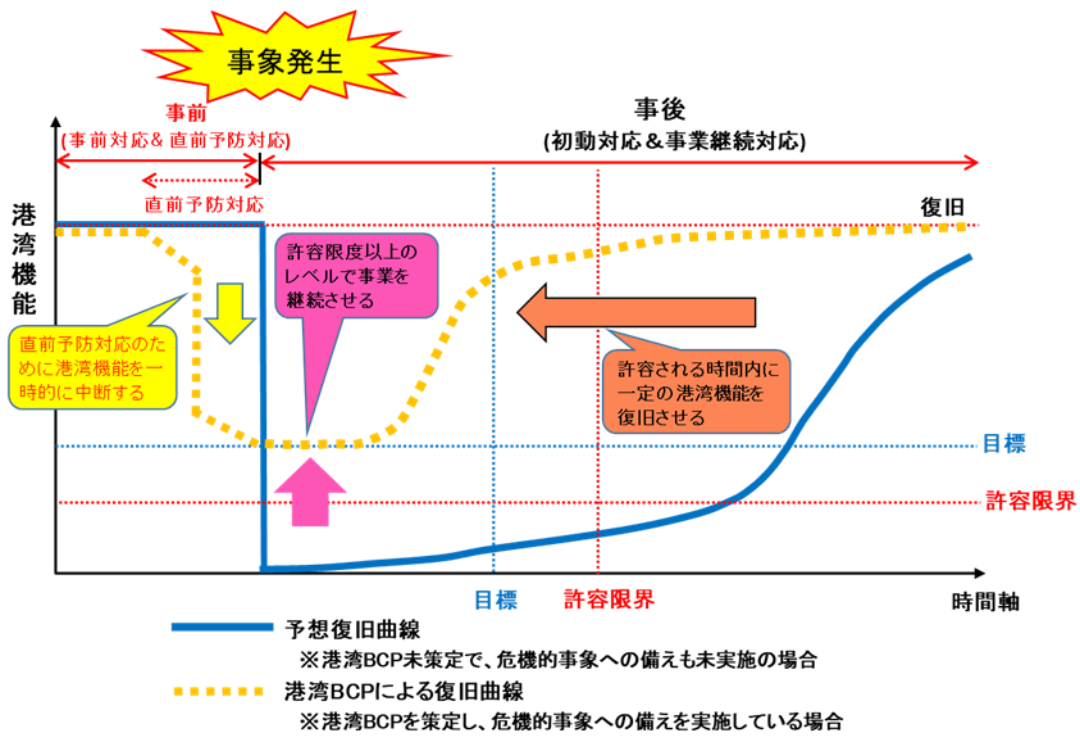 事象発生
事前
(事前対応&直前予防対応)
事後
(初動対応&事業継続対応)
直前予防対応
港湾機能
復旧
許容限度以上の
レベルで事業を
継続させる
直前予防対応のた
めに港湾機能を一
時的に中断する
許容される時間内に
一定の港湾機能を
復旧させる
目標
許容限界
目標
許容限界
時間軸
予想復旧曲線
※港湾BCP未策定で、危機的事象への備えも未実施の場合
港湾BCPによる復旧曲線
※港湾BCPを策定し、危機的事象への備えを実施している場合